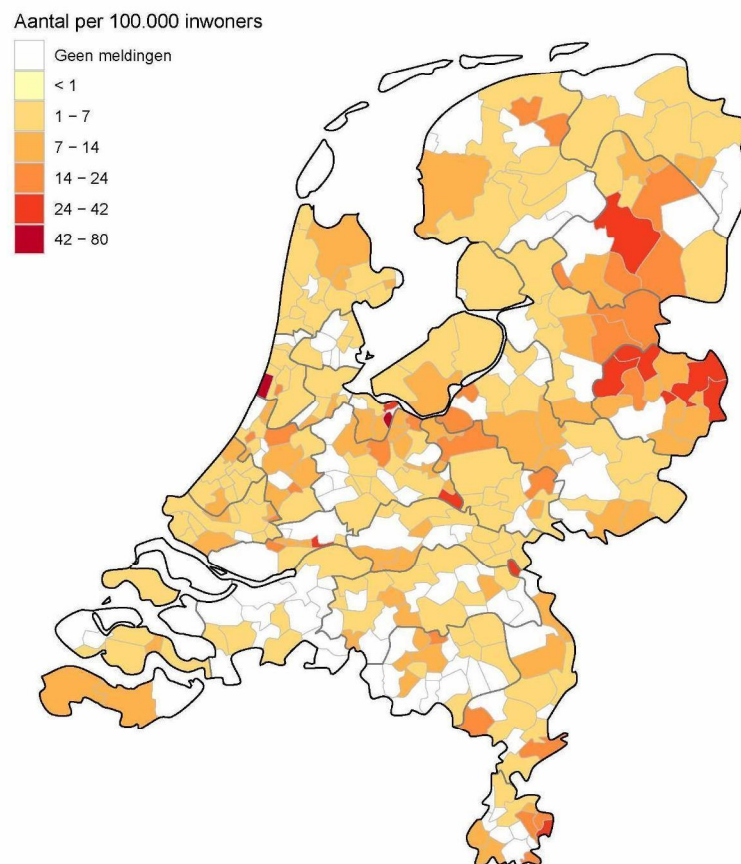 Aantal per 100.000 inwoners
Geen meldingen
< 1
1 − 7
7 − 14
14 − 24
24 − 42
42 − 80